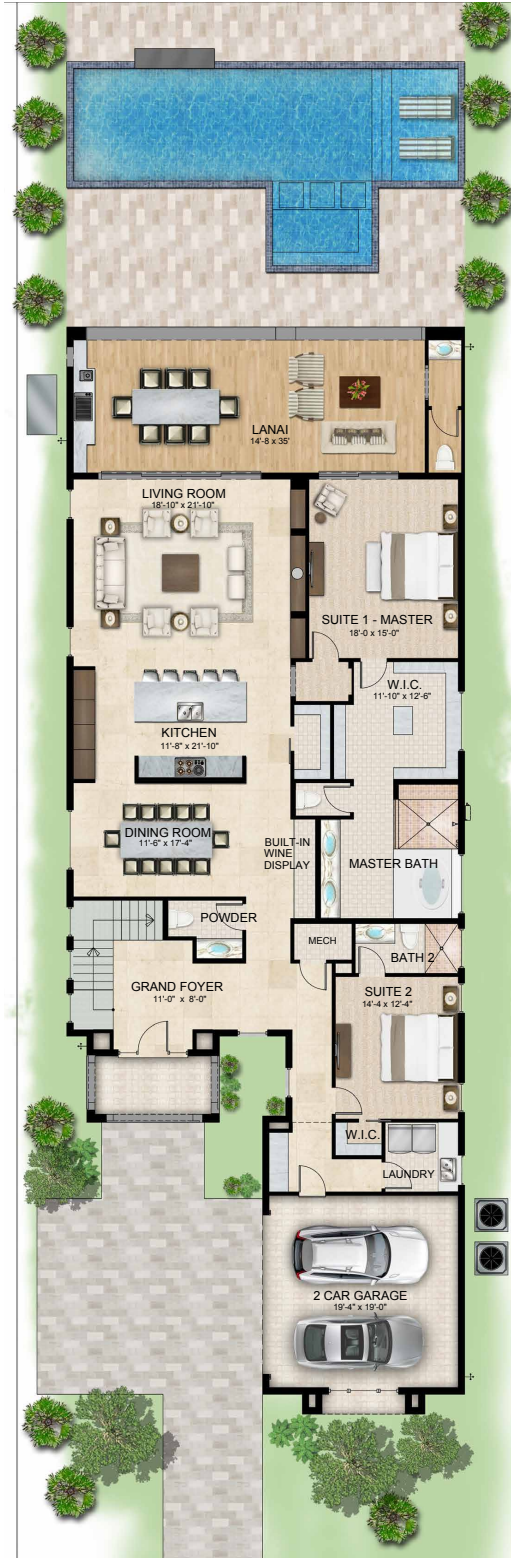 LANAI
14'-8 x 35'
LIVING ROOM
18'-10" x 21'-10"
SUITE 1 - MASTER
18'-0 x 15'-0"
W.I.C.
11'-10" x 12'-6"
KITCHEN
11'-8" x 21'-10"
DINING ROOM
11'-6" x 17'-4"
BUILT-IN
WINE
DISPLAY
MASTER BATH
POWDER
MECH
BATH 2
GRAND FOYER
11'-0" x 8'-0"
SUITE 2
14'-4 x 12'-4"
W.I.C.
LAUNDRY
2 CAR GARAGE
19'-4" x 19'-0"